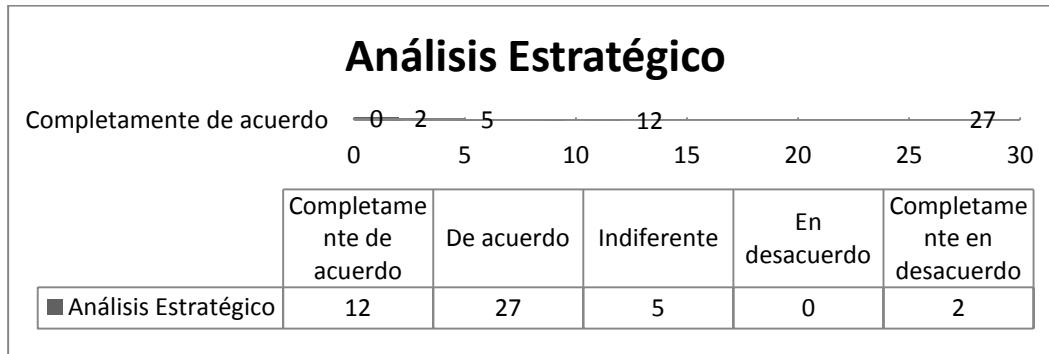 Análisis Estratégico
Completamente de acuerdo 0 2 5 12 27
0 5 10 15 20 25 30
Completame
nte de
acuerdo
De acuerdo
Indiferente
En
desacuerdo
Completame
nte en
desacuerdo
Análisis Estratégico 12 27 5 0 2